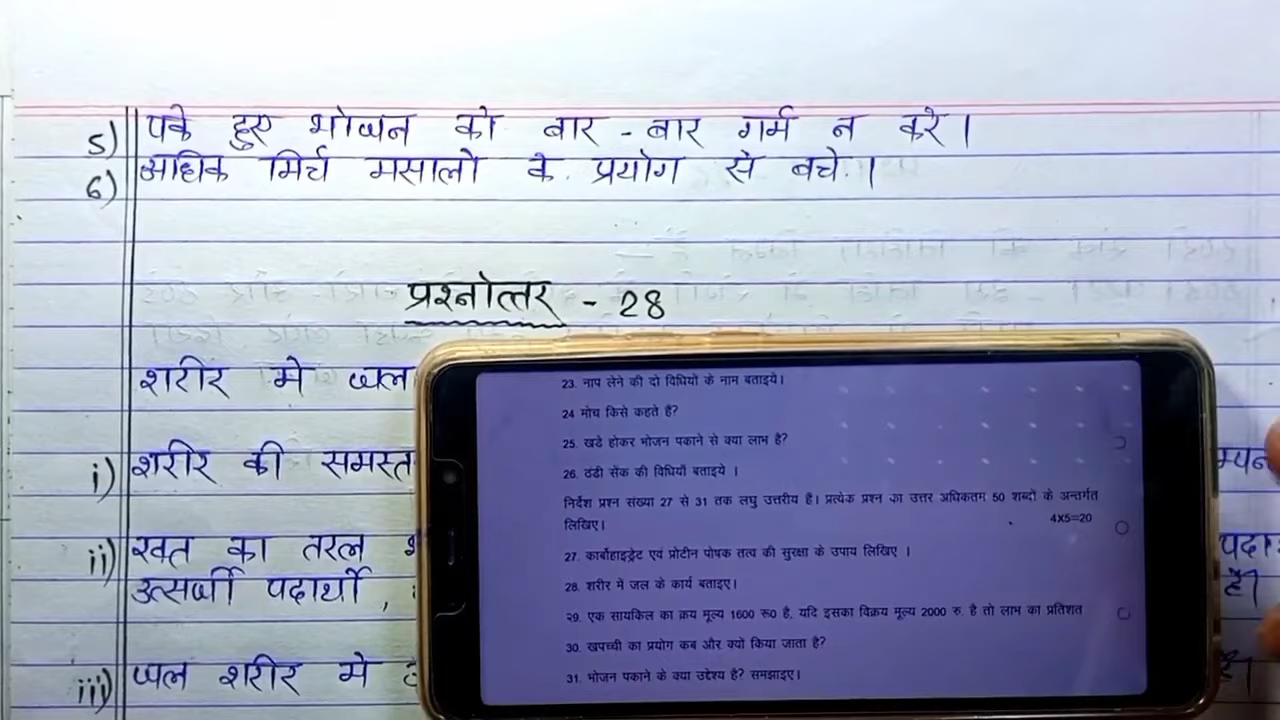 5) पके हुए भोजन को बार - बार गर्म न करे।
6) अधिक मिर्च मसालो के प्रयोग से बचे।
प्रश्नोत्तर - 28
शरीर मे जल
i) शरीर की समस्त
ii) रक्त का तरल
उत्सर्जी पदार्थो ,
है।
iii) जल शरीर मे
है।
23. नाप लेने की दो विधियों के नाम बताइये।
24 मोच किसे कहते हैं?
25. खडे होकर भोजन पकाने से क्या लाभ है?
26. ठंडी सेंक की विधियाँ बताइये ।
निर्देश प्रश्न संख्या 27 से 31 तक लघु उत्तरीय है। प्रत्येक प्रश्न का उत्तर अधिकतम 50 शब्दों के अन्तर्गत
लिखिए। 4X5=20
27. कार्बोहाइड्रेट एवं प्रोटीन पोषक तत्व की सुरक्षा के उपाय लिखिए ।
28. शरीर में जल के कार्य बताइए।
29. एक सायकिल का क्रय मूल्य 1600 रू0 है, यदि इसका विक्रय मूल्य 2000 रु. है तो लाभ का प्रतिशत
30. खपच्ची का प्रयोग कब और क्यों किया जाता है?
31. भोजन पकाने के क्या उद्देश्य है? समझाइए।